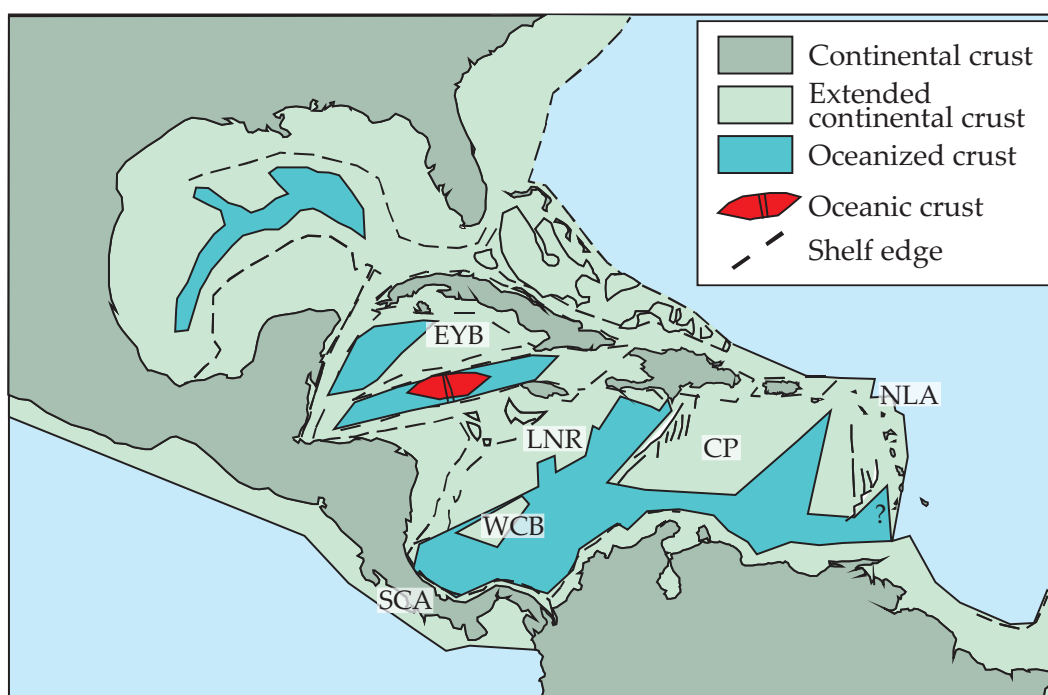 Continental crust
Extended
continental crust
Oceanized crust
Oceanic crust
Shelf edge
EYB
NLA
LNR
CP
?
WCB
SCA